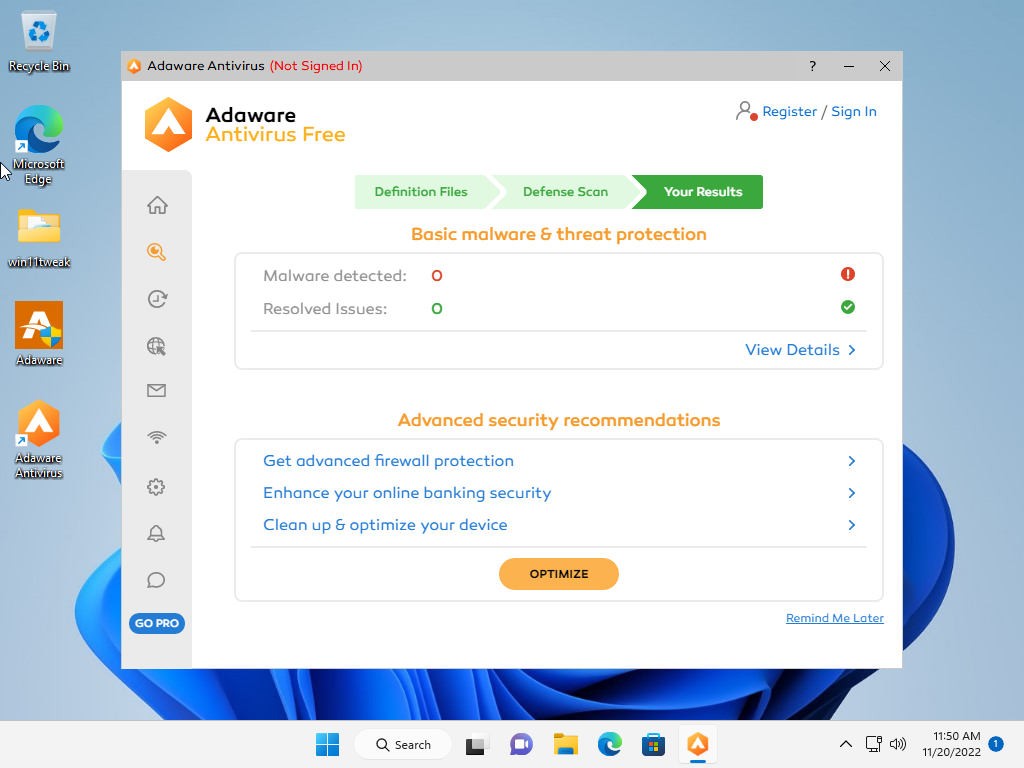 Recycle Bin
Microsoft
Edge
win11tweak
Adaware
Adaware
Antivirus
Adaware Antivirus (Not Signed In)
?
Adaware
Antivirus Free
Register / Sign In
Definition Files
Defense Scan
Your Results
Basic malware & threat protection
Malware detected: 0
Resolved Issues: 0
View Details
Advanced security recommendations
Get advanced firewall protection
Enhance your online banking security
Clean up & optimize your device
OPTIMIZE
Remind Me Later
GO PRO
Search
11:50 AM
11/20/2022
1